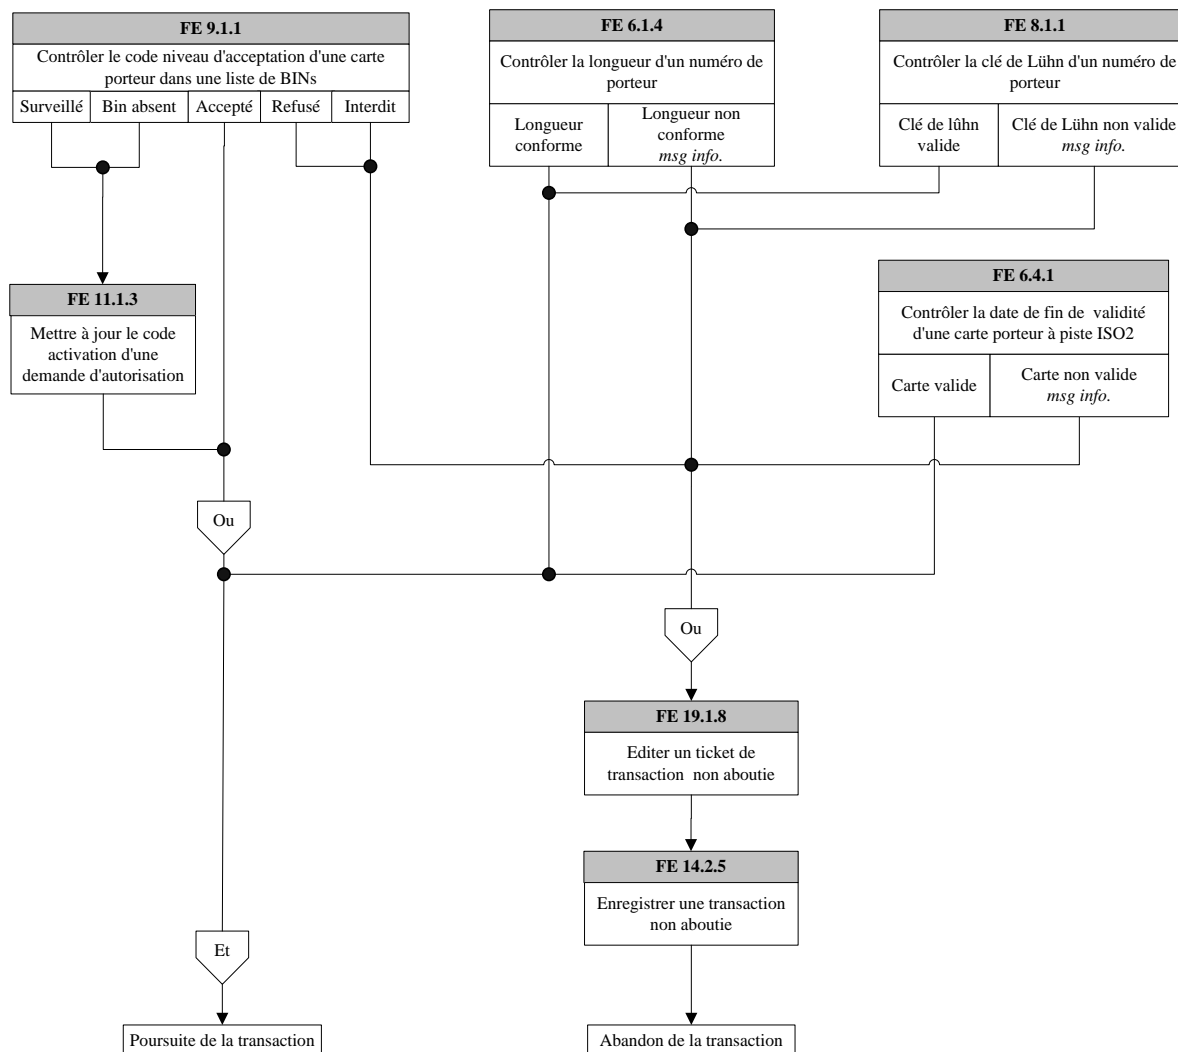 FE 9.1.1
Contrôler le code niveau d'acceptation d'une carte
porteur dans une liste de BINs
Surveillé
Bin absent
Accepté
Refusé
Interdit
FE 6.1.4
Contrôler la longueur d'un numéro de
porteur
Longueur
conforme
Longueur non
conforme
msg info.
FE 8.1.1
Contrôler la clé de Lühn d'un numéro de
porteur
Clé de lûhn
valide
Clé de Lühn non valide
msg info.
FE 11.1.3
Mettre à jour le code
activation d'une
demande d'autorisation
FE 6.4.1
Contrôler la date de fin de validité
d'une carte porteur à piste ISO2
Carte valide
Carte non valide
msg info.
Ou
Ou
FE 19.1.8
Editer un ticket de
transaction non aboutie
FE 14.2.5
Enregistrer une transaction
non aboutie
Et
Poursuite de la transaction
Abandon de la transaction